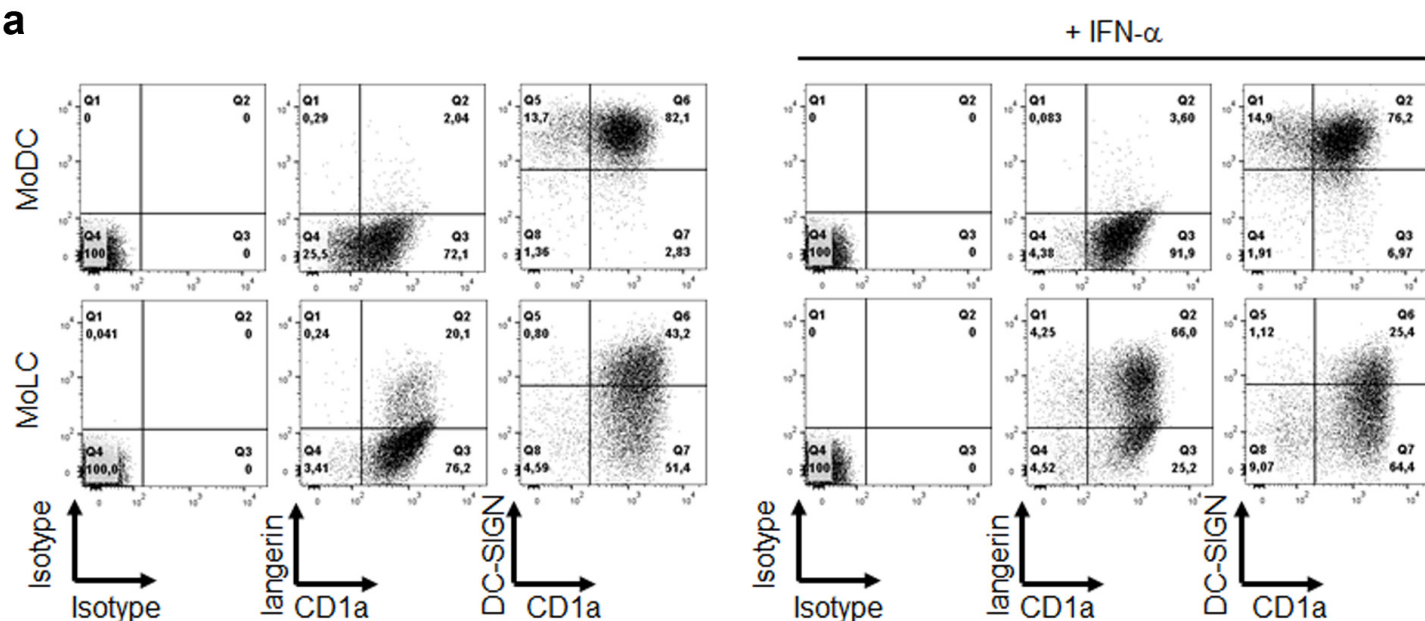 a
+ IFN-α
MoDC
Q1
0
Q2
0
Q4
100
Q3
0
Q1
0,29
Q2
2,04
Q4
25,5
Q3
72,1
Q5
13,7
Q6
82,1
Q8
1,36
Q7
2,83
Q1
0
Q2
0
Q4
100
Q3
0
Q1
0,083
Q2
3,60
Q4
4,38
Q3
91,9
Q1
14,9
Q2
76,2
Q4
1,91
Q3
6,97
MoLC
Q1
0,041
Q2
0
Q4
100,0
Q3
0
Q1
0,24
Q2
20,1
Q4
3,41
Q3
76,2
Q5
0,80
Q6
43,2
Q8
4,59
Q7
51,4
Q1
0
Q2
0
Q4
100
Q3
0
Q1
4,25
Q2
66,0
Q4
4,52
Q3
25,2
Q5
1,12
Q6
25,4
Q8
9,07
Q7
64,4
Isotype
Isotype
langerin
CD1a
DC-SIGN
CD1a
Isotype
Isotype
langerin
CD1a
DC-SIGN
CD1a